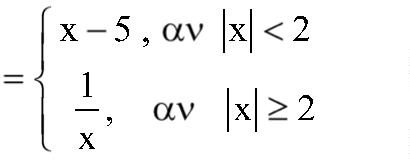 = { x − 5 , αν |x| < 2
1/x , αν |x| ≥ 2